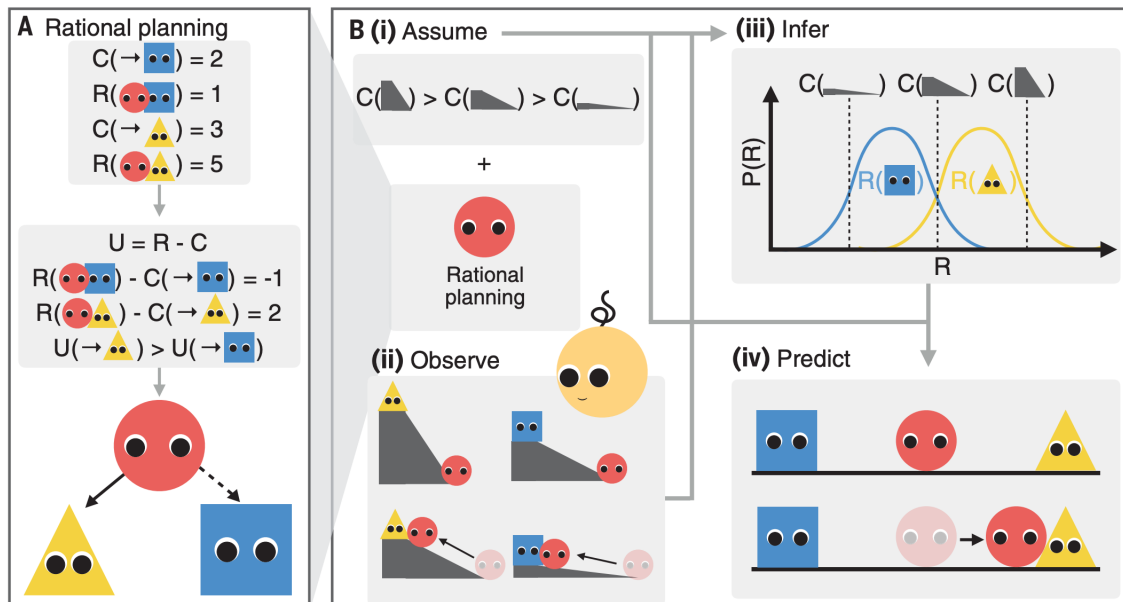 A Rational planning
C(→ ) = 2
R( ) = 1
C(→ ) = 3
R( ) = 5
U = R - C
R( ) - C(→ ) = -1
R( ) - C(→ ) = 2
U(→ ) > U(→ )
B (i) Assume
C( ) > C( ) > C( )
+
Rational
planning
(ii) Observe
(iii) Infer
C( ) C( ) C( )
P(R)
R( ) R( )
R
(iv) Predict